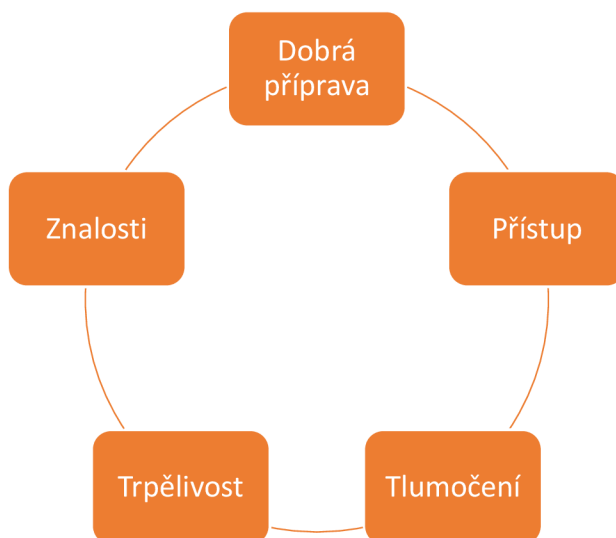 Dobrá
příprava
Přístup
Tlumočení
Trpělivost
Znalosti